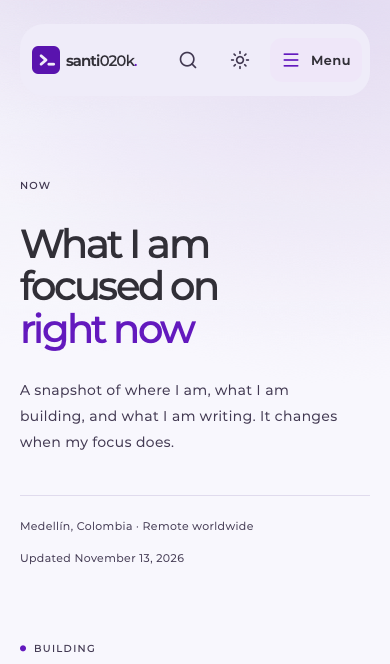 santi020k.
Menu
NOW
What I am
focused on
right now
A snapshot of where I am, what I am
building, and what I am writing. It changes
when my focus does.
Medellín, Colombia · Remote worldwide
Updated November 13, 2026
BUILDING